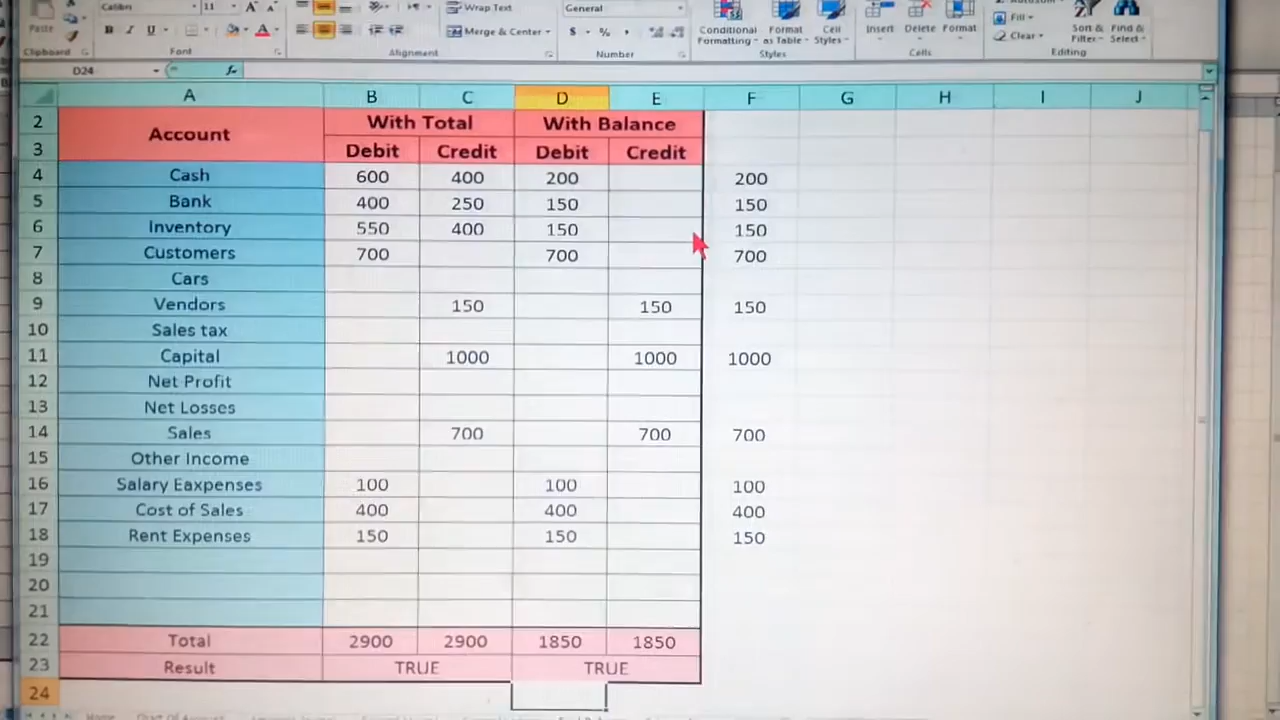 Calibri 11 A A Wrap Text General
Paste B I U A Merge & Center $ % Conditional Formatting as Table Format Cell Styles Insert Delete Format Fill Clear Sort & Filter Find & Select
Clipboard Font Alignment Number Styles Cells Editing
D24 fx
A B C D E F G H I J
2 Account With Total With Balance
3 Debit Credit Debit Credit
4 Cash 600 400 200 200
5 Bank 400 250 150 150
6 Inventory 550 400 150 150
7 Customers 700 700 700
8 Cars
9 Vendors 150 150 150
10 Sales tax
11 Capital 1000 1000 1000
12 Net Profit
13 Net Losses
14 Sales 700 700 700
15 Other Income
16 Salary Eaxpenses 100 100 100
17 Cost of Sales 400 400 400
18 Rent Expenses 150 150 150
19
20
21
22 Total 2900 2900 1850 1850
23 Result TRUE TRUE
24